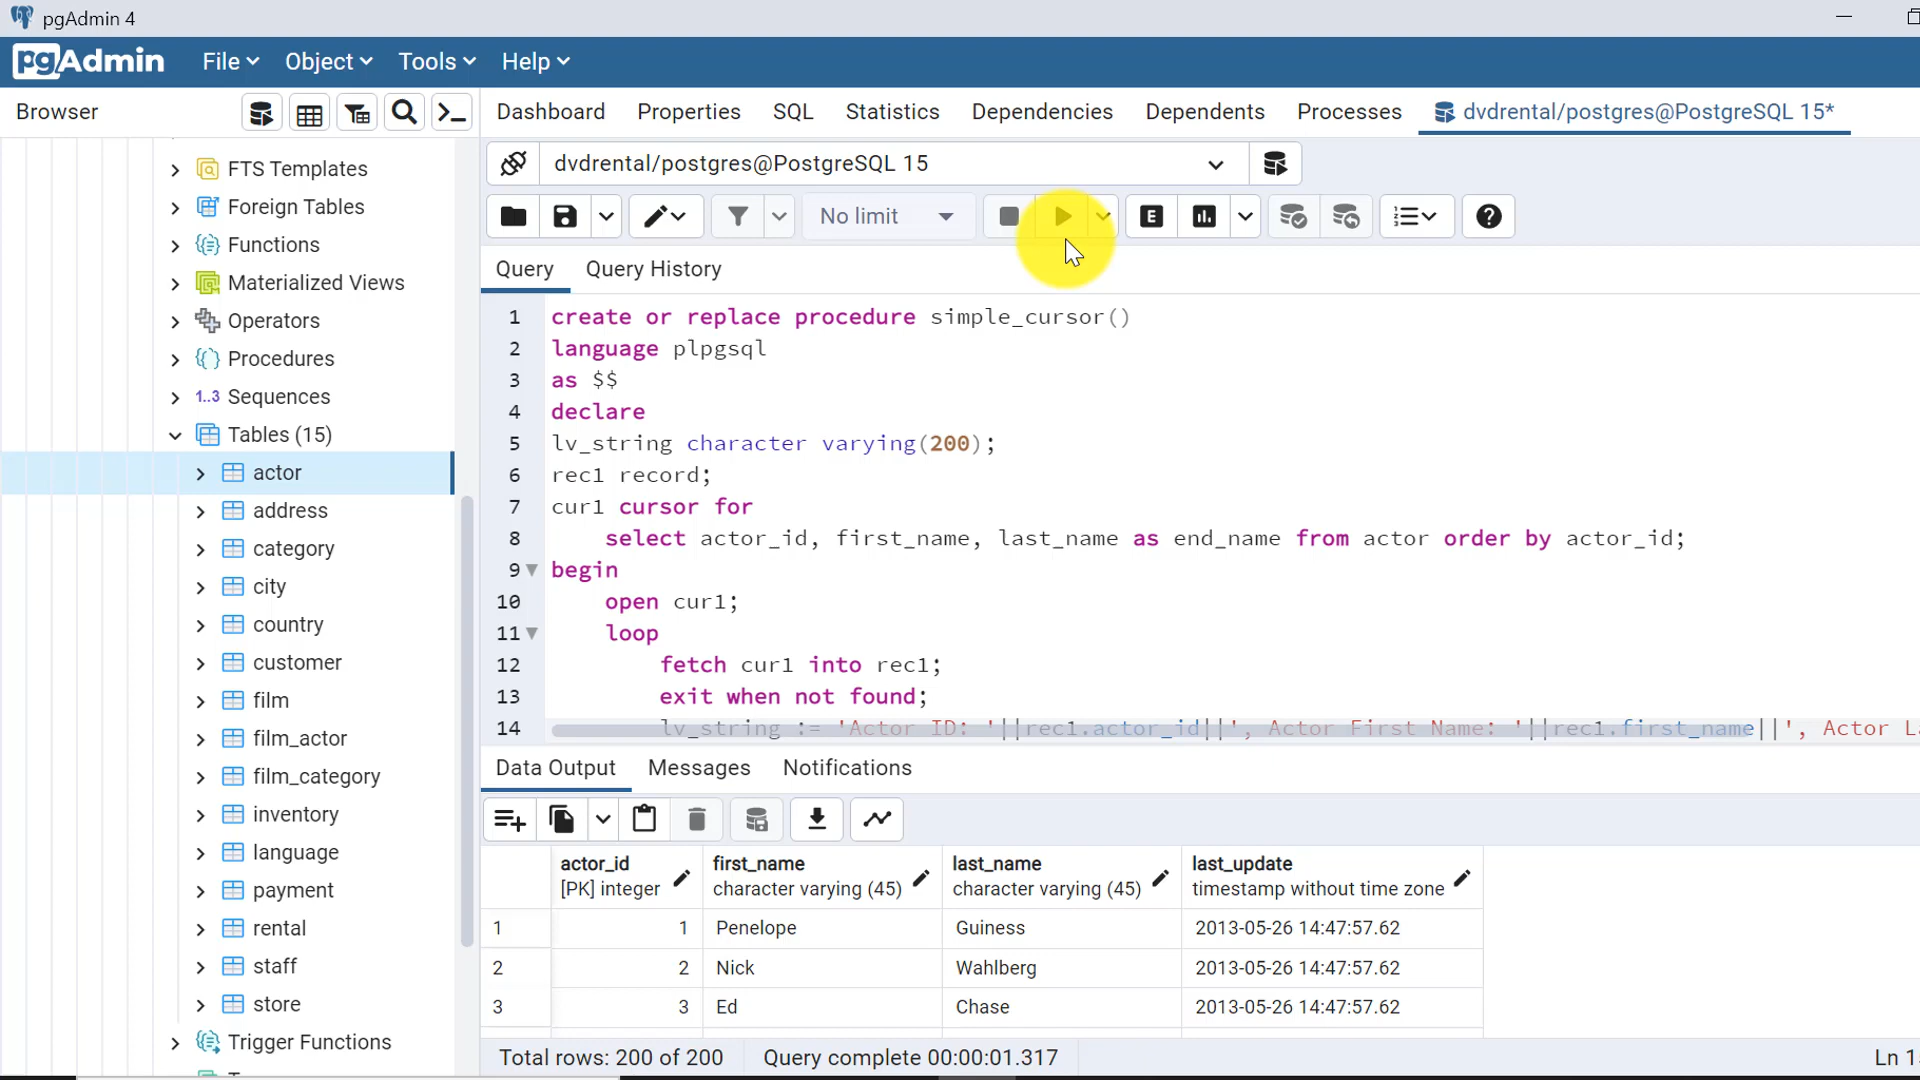 pgAdmin 4
pgAdmin File Object Tools Help
Browser
Dashboard Properties SQL Statistics Dependencies Dependents Processes dvdrental/postgres@PostgreSQL 15*
dvdrental/postgres@PostgreSQL 15
No limit
E
Query Query History
FTS Templates
Foreign Tables
Functions
Materialized Views
Operators
Procedures
1..3 Sequences
Tables (15)
actor
address
category
city
country
customer
film
film_actor
film_category
inventory
language
payment
rental
staff
store
Trigger Functions
1 create or replace procedure simple_cursor()
2 language plpgsql
3 as $$
4 declare
5 lv_string character varying(200);
6 rec1 record;
7 cur1 cursor for
8 select actor_id, first_name, last_name as end_name from actor order by actor_id;
9 begin
10 open cur1;
11 loop
12 fetch cur1 into rec1;
13 exit when not found;
14 lv_string := 'Actor ID: '||rec1.actor_id||', Actor First Name: '||rec1.first_name||', Actor
Data Output Messages Notifications
actor_id first_name last_name last_update
[PK] integer character varying (45) character varying (45) timestamp without time zone
1 1 Penelope Guiness 2013-05-26 14:47:57.62
2 2 Nick Wahlberg 2013-05-26 14:47:57.62
3 3 Ed Chase 2013-05-26 14:47:57.62
Total rows: 200 of 200 Query complete 00:00:01.317 Ln